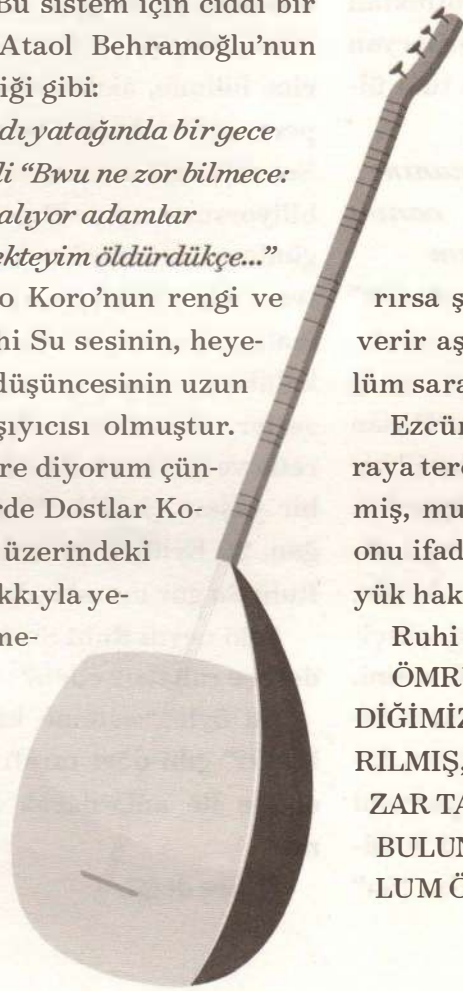 Bu sistem için ciddi bir
Ataol Behramoğlu’nun
iği gibi:
dı yatağında bir gece
li “Bwu ne zor bilmece:
alıyor adamlar
ekteyim öldürdükçe...”
o Koro’nun rengi ve
hi Su sesinin, heye-
düşüncesinin uzun
şıyıcısı olmuştur.
re diyorum çün-
rde Dostlar Ko-
üzerindeki
kkıyla ye-
me-
rırsa ş
verir aş
lüm sara
Ezcün
raya tere
miş, mu
onu ifad
yük hak
Ruhi
ÖMR
DİĞİMİZ
RILMIŞ,
ZAR TA
BULUN
LUM Ö